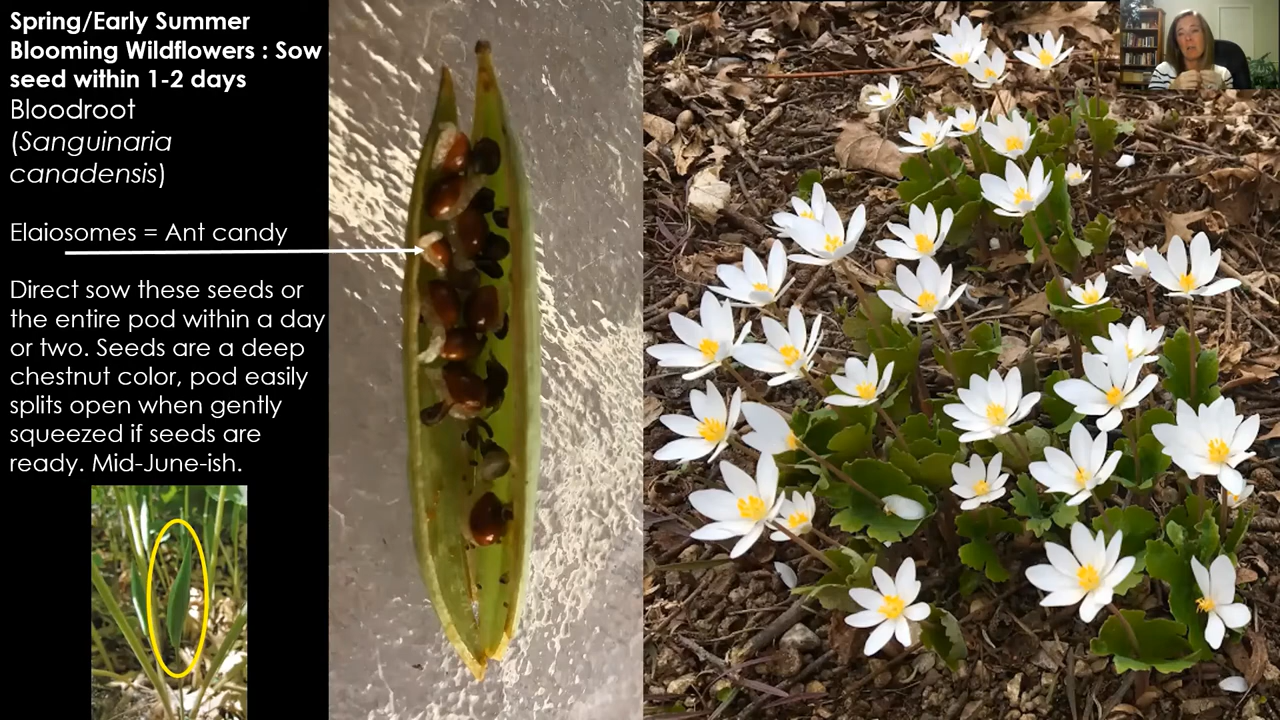 Spring/Early Summer
Blooming Wildflowers : Sow
seed within 1-2 days
Bloodroot
(Sanguinaria
canadensis)
Elaiosomes = Ant candy
Direct sow these seeds or
the entire pod within a day
or two. Seeds are a deep
chestnut color, pod easily
splits open when gently
squeezed if seeds are
ready. Mid-June-ish.